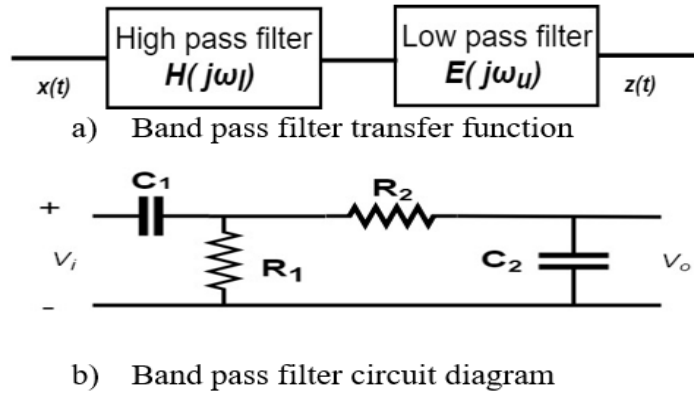 High pass filter
H( jωl)
Low pass filter
E( jωu)
x(t)
z(t)
a) Band pass filter transfer function
C1
R2
+
Vi
R1
C2
Vo
-
b) Band pass filter circuit diagram